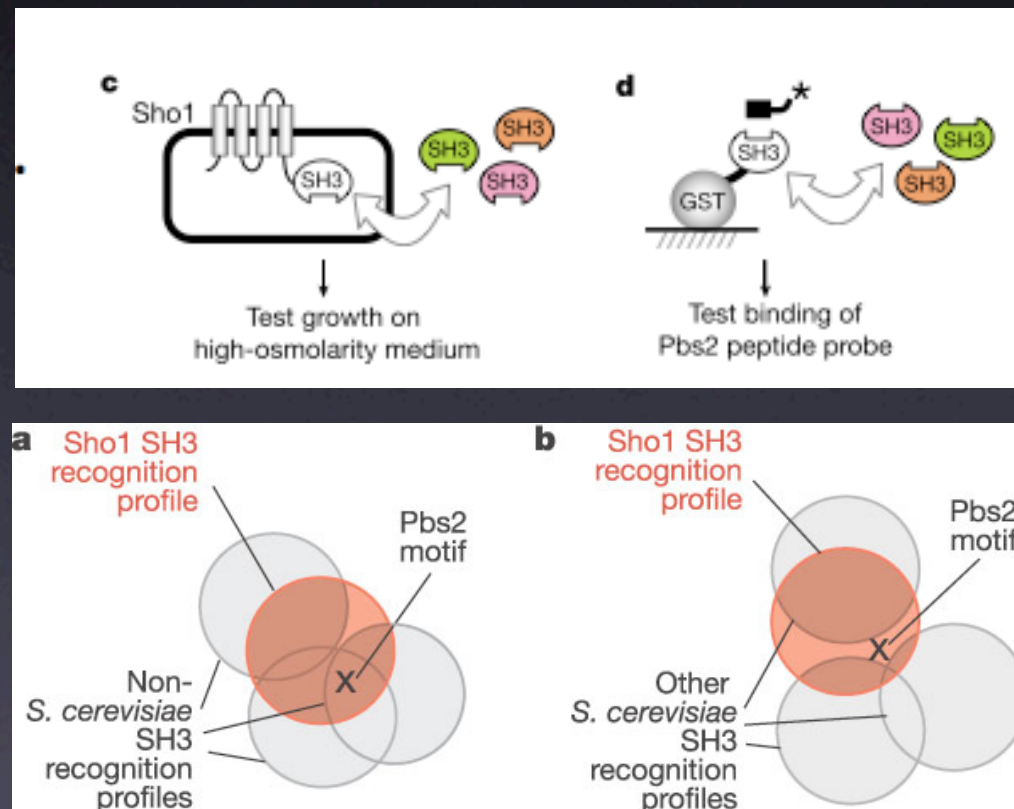 c
Sho1
SH3
SH3
SH3
SH3
Test growth on
high-osmolarity medium
d
*
SH3
GST
SH3
SH3
SH3
Test binding of
Pbs2 peptide probe
a
Sho1 SH3
recognition
profile
Pbs2
motif
X
Non-
S. cerevisiae
SH3
recognition
profiles
b
Sho1 SH3
recognition
profile
Pbs2
motif
X
Other
S. cerevisiae
SH3
recognition
profiles